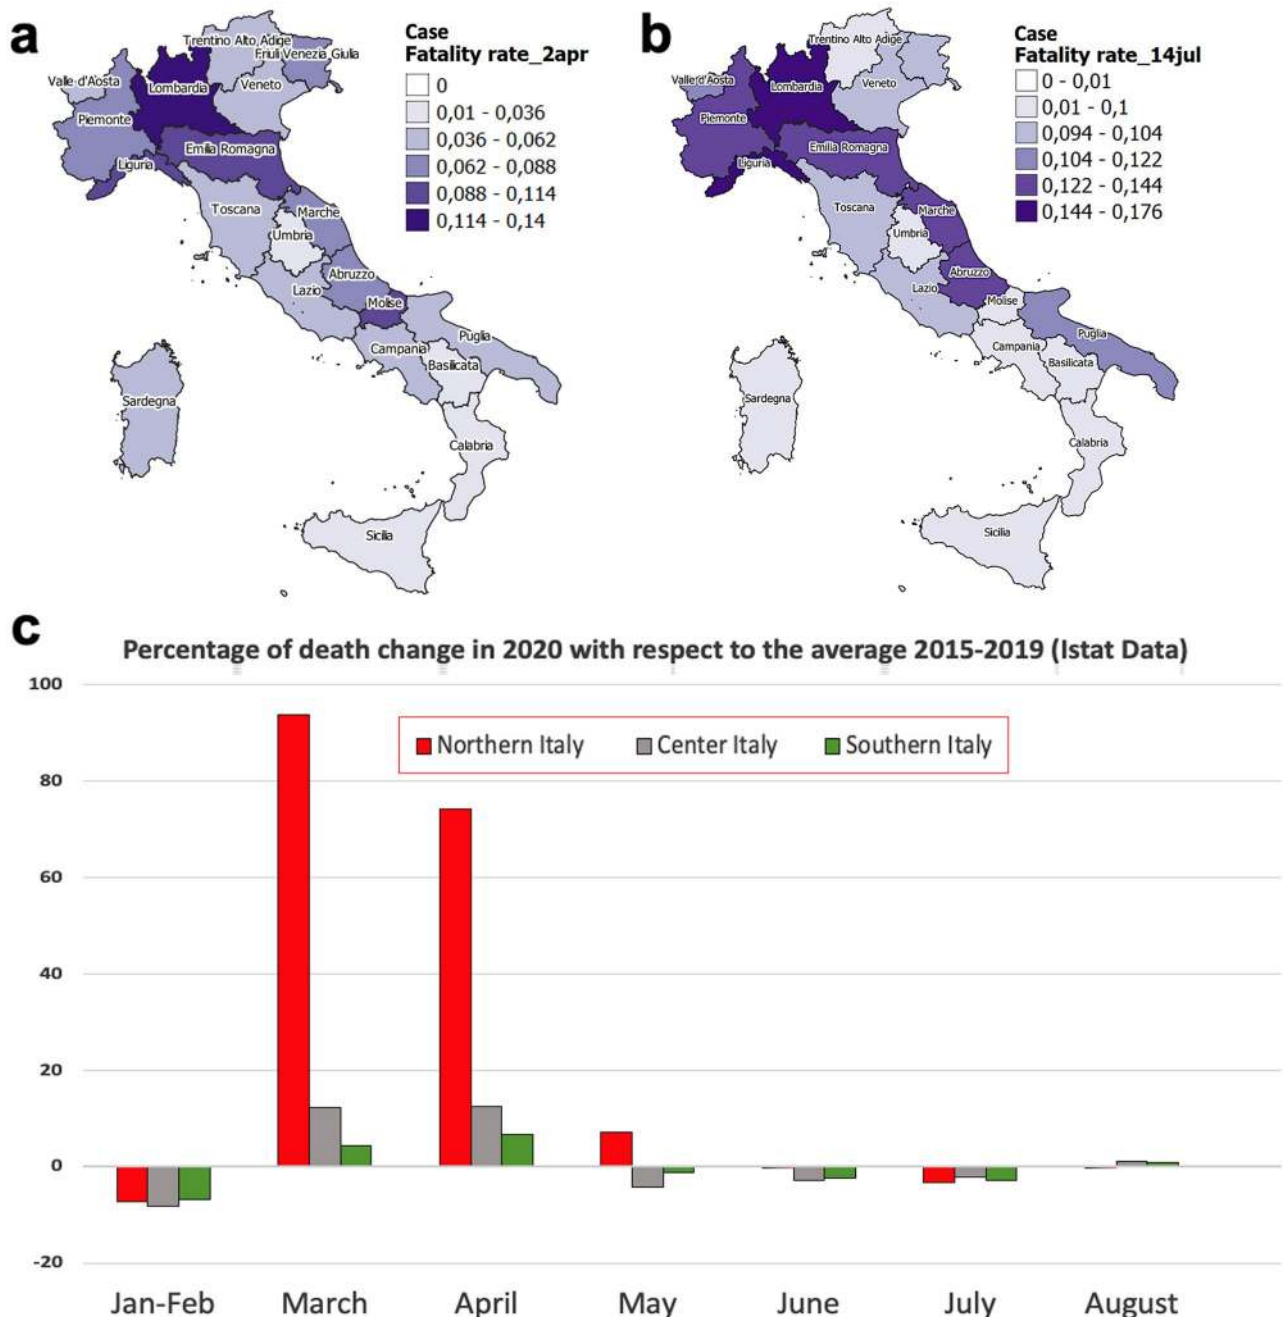 a
Case
Fatality rate_2apr
0
0,01 - 0,036
0,036 - 0,062
0,062 - 0,088
0,088 - 0,114
0,114 - 0,14
Trentino Alto Adige
Friuli Venezia Giulia
Valle d'Aosta
Lombardia
Veneto
Piemonte
Emilia Romagna
Liguria
Toscana
Marche
Umbria
Abruzzo
Lazio
Molise
Puglia
Campania
Basilicata
Sardegna
Calabria
Sicilia
b
Case
Fatality rate_14jul
0 - 0,01
0,01 - 0,1
0,094 - 0,104
0,104 - 0,122
0,122 - 0,144
0,144 - 0,176
Trentino Alto Adige
Valle d'Aosta
Lombardia
Veneto
Piemonte
Emilia Romagna
Liguria
Toscana
Marche
Umbria
Abruzzo
Lazio
Molise
Puglia
Campania
Basilicata
Sardegna
Calabria
Sicilia
c
Percentage of death change in 2020 with respect to the average 2015-2019 (Istat Data)
Northern Italy Center Italy Southern Italy
100
80
60
40
20
0
-20
Jan-Feb March April May June July August